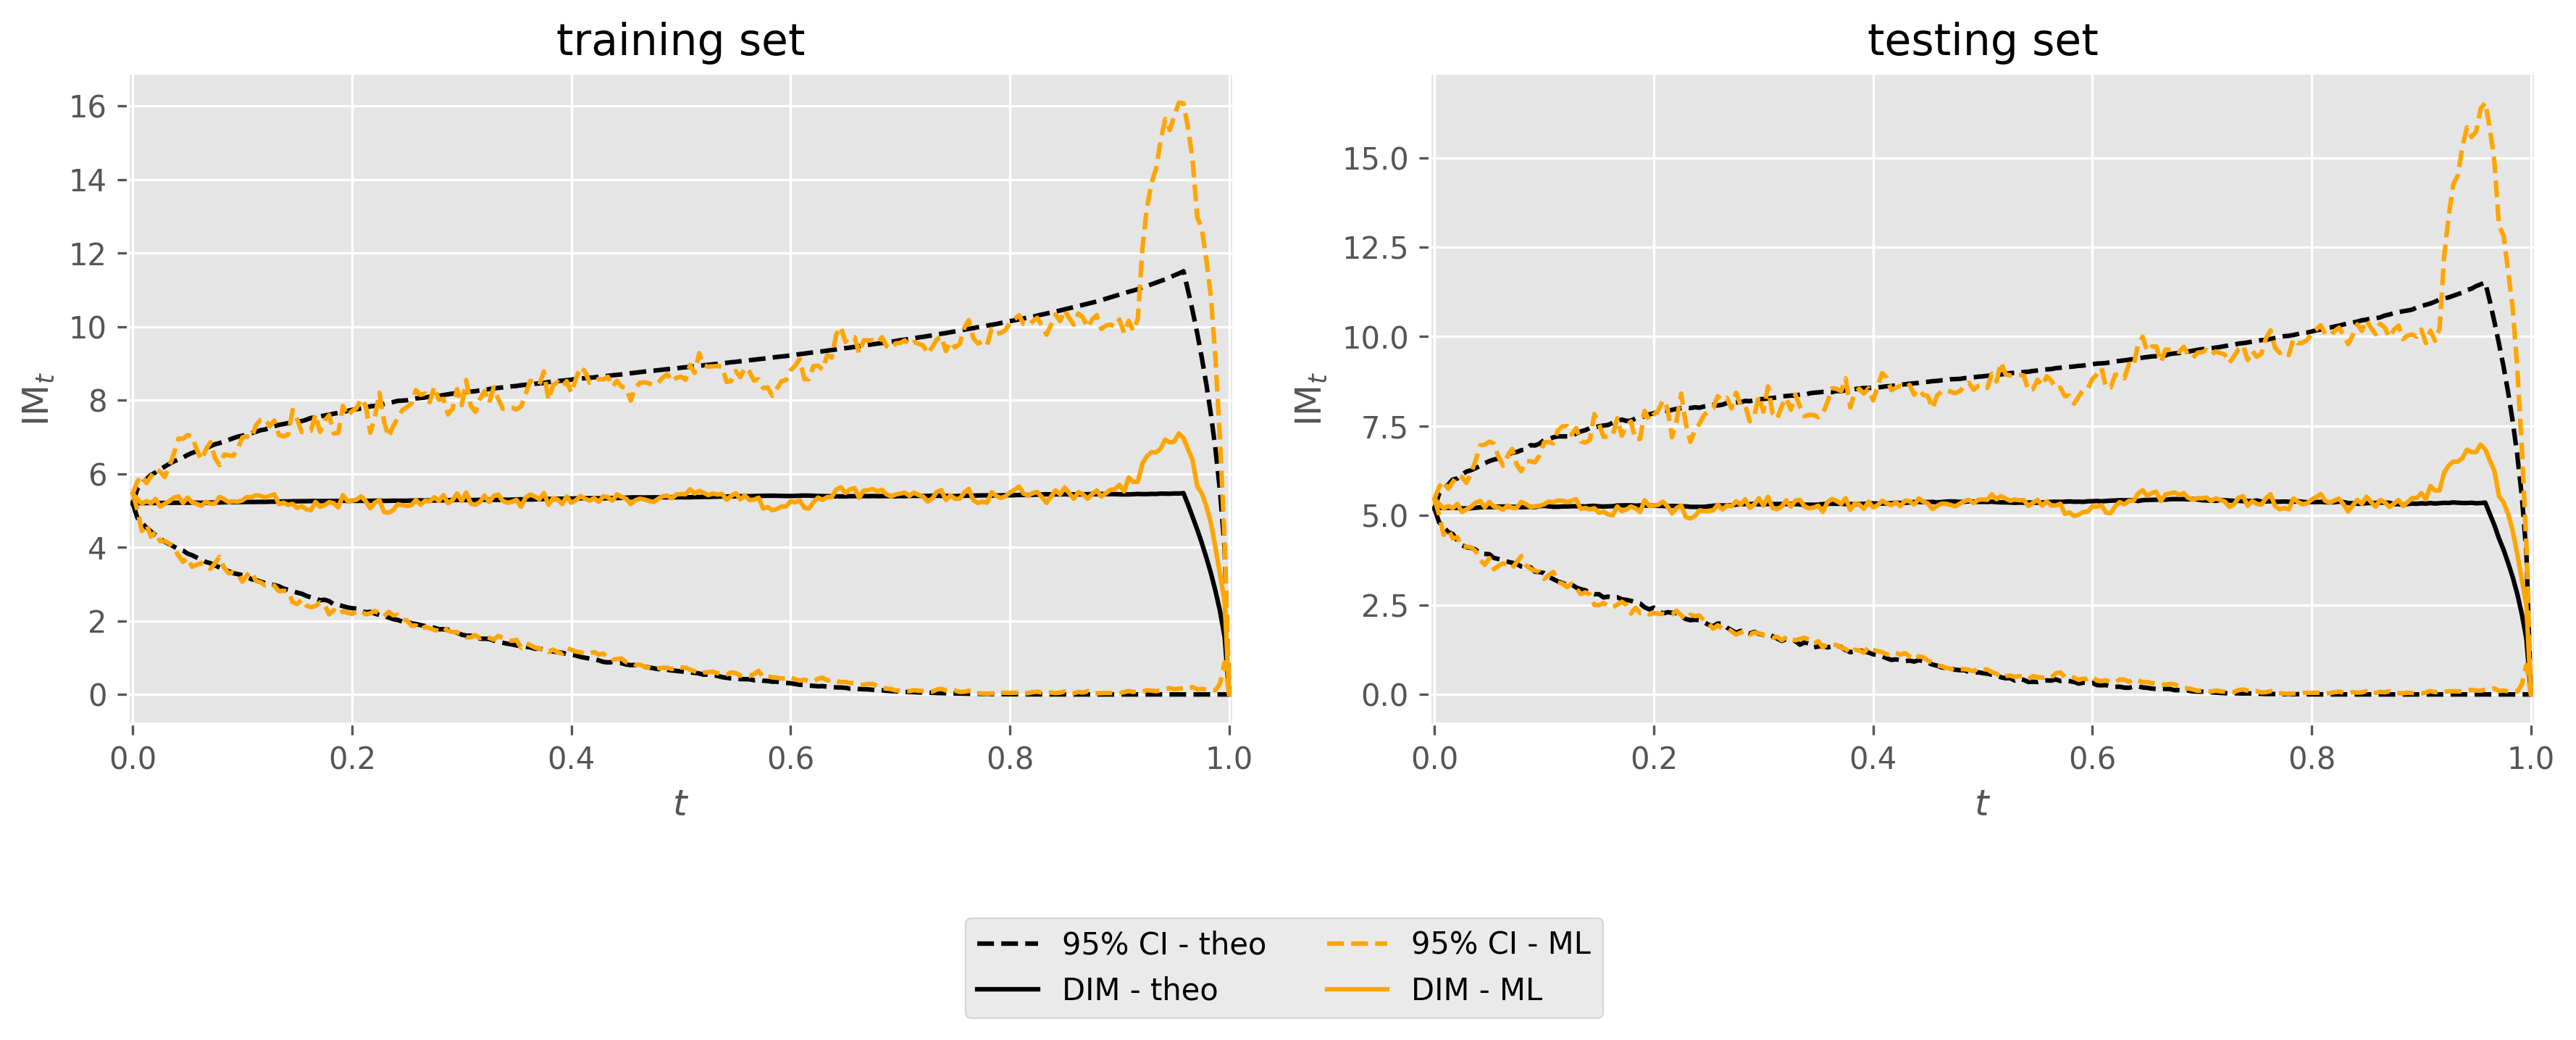 training set
testing set
IM_t
16
14
12
10
8
6
4
2
0
0.0 0.2 0.4 0.6 0.8 1.0
t
IM_t
15.0
12.5
10.0
7.5
5.0
2.5
0.0
0.0 0.2 0.4 0.6 0.8 1.0
t
95% CI - theo
DIM - theo
95% CI - ML
DIM - ML